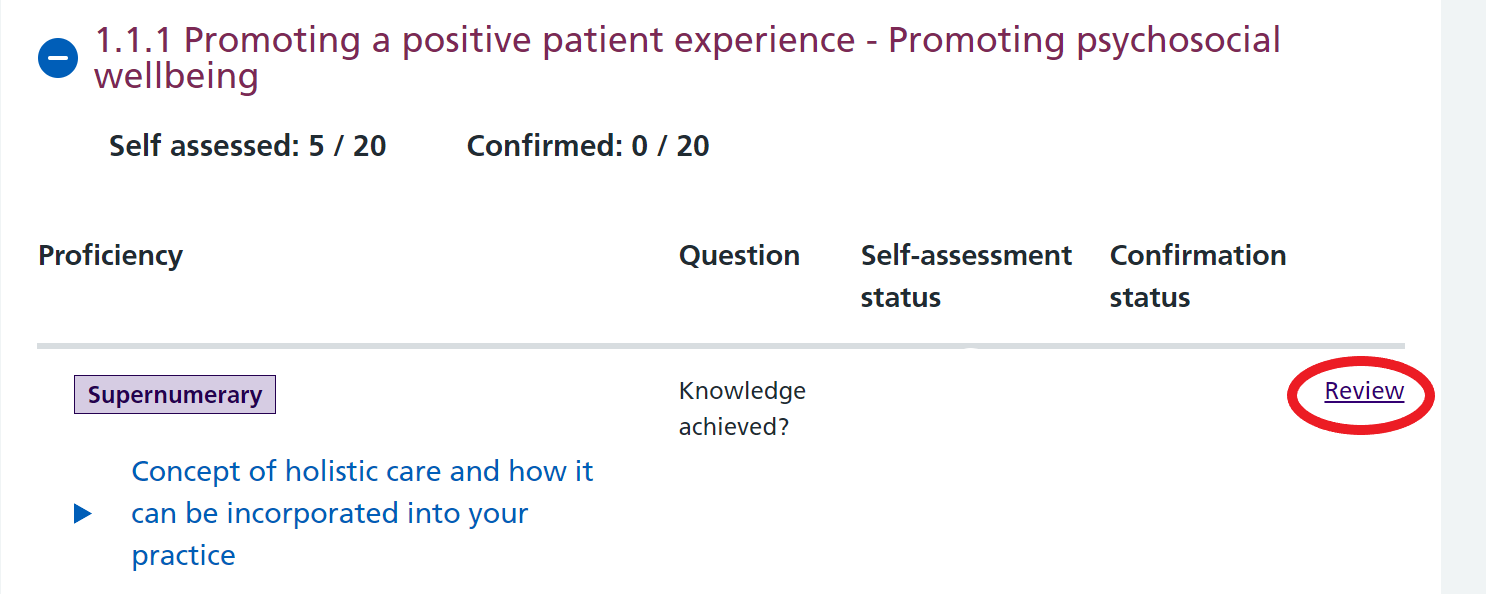 1.1.1 Promoting a positive patient experience - Promoting psychosocial
wellbeing
Self assessed: 5 / 20 Confirmed: 0 / 20
Proficiency Question Self-assessment Confirmation
status status
Supernumerary Knowledge Review
achieved?
Concept of holistic care and how it
can be incorporated into your
practice